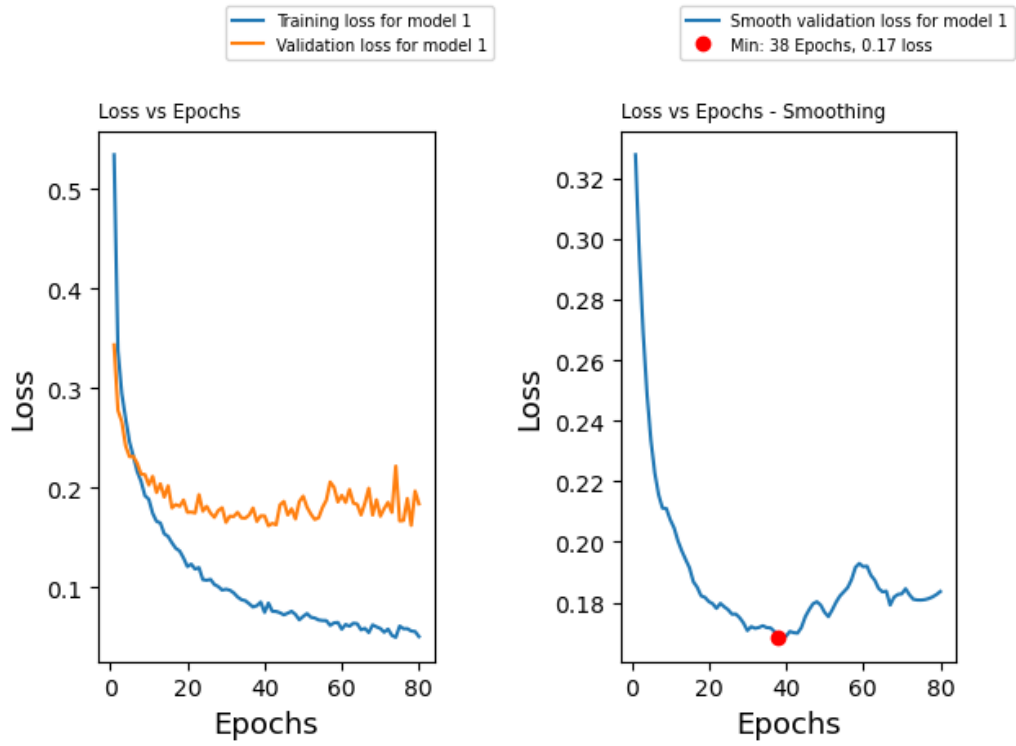 Training loss for model 1
Validation loss for model 1
Loss vs Epochs
0.5
0.4
0.3
0.2
0.1
Loss
0
20
40
60
80
Epochs
Smooth validation loss for model 1
Min: 38 Epochs, 0.17 loss
Loss vs Epochs - Smoothing
0.32
0.30
0.28
0.26
0.24
0.22
0.20
0.18
Loss
0
20
40
60
80
Epochs